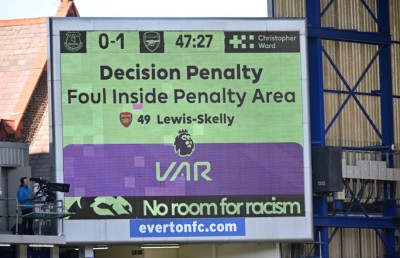 0-1 47:27 Christopher Ward
Decision Penalty
Foul Inside Penalty Area
49 Lewis-Skelly
VAR
No room for racism
evertonfc.com